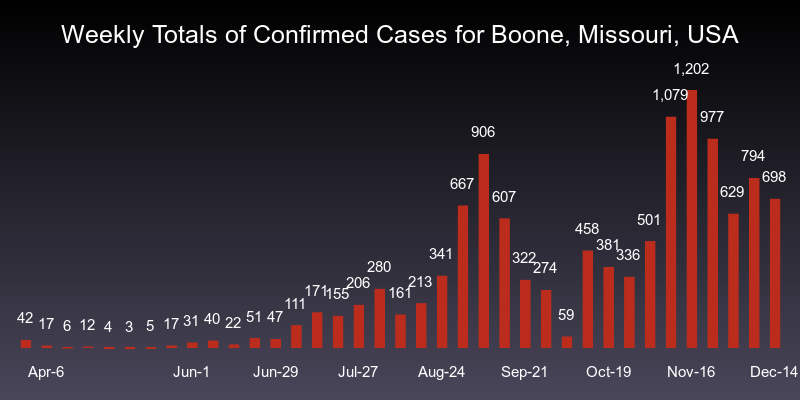 Weekly Totals of Confirmed Cases for Boone, Missouri, USA
42 17 6 12 4 3 5 17 31 40 22 51 47 111 171 155 206 280 161 213 341 667 906 607 322 274 59 458 381 336 501 1,079 1,202 977 629 794 698
Apr-6 Jun-1 Jun-29 Jul-27 Aug-24 Sep-21 Oct-19 Nov-16 Dec-14